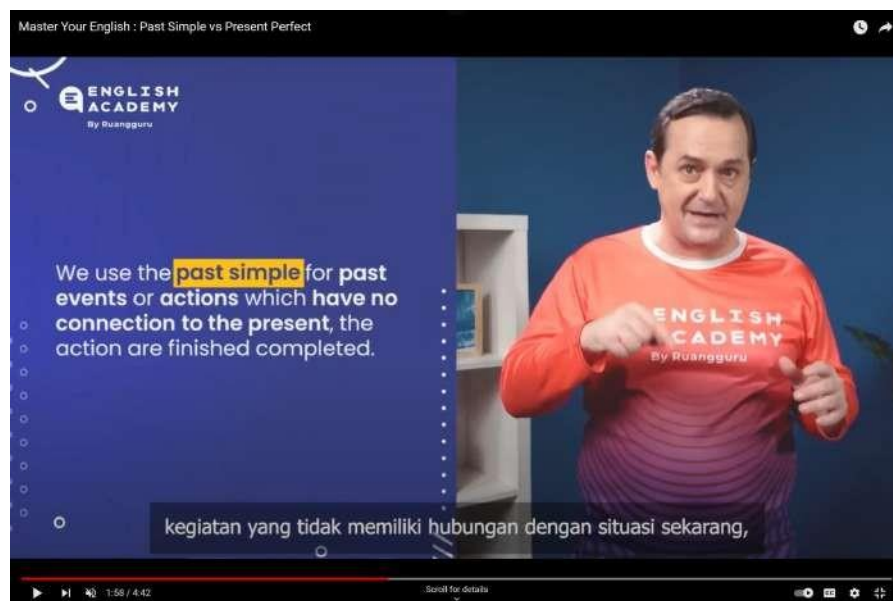 Master Your English : Past Simple vs Present Perfect
ENGLISH
ACADEMY
By Ruangguru
We use the past simple for past
events or actions which have no
connection to the present, the
action are finished completed.
ENGLISH
ACADEMY
By Ruangguru
kegiatan yang tidak memiliki hubungan dengan situasi sekarang,
1:58 / 4:42
Scroll for details